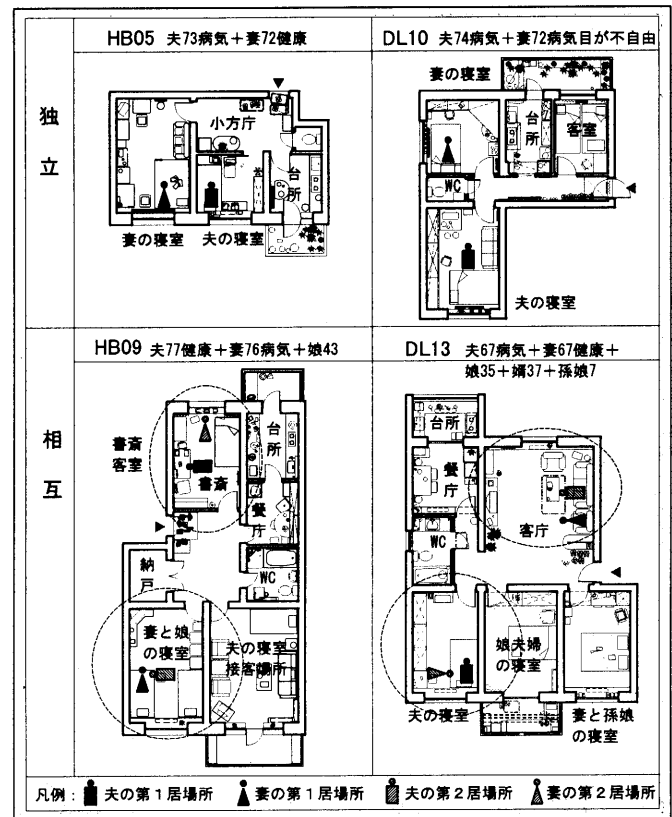 独立
HB05 夫73病気＋妻72健康
小方庁
台所
妻の寝室
夫の寝室
DL10 夫74病気＋妻72病気目が不自由
妻の寝室
台所
客室
WC
夫の寝室
相互
HB09 夫77健康＋妻76病気＋娘43
台所
書斎
客室
書斎
餐庁
納戸
WC
妻と娘
の寝室
夫の寝室
接客場所
DL13 夫67病気＋妻67健康＋
娘35＋婿37＋孫娘7
台所
餐庁
客庁
WC
娘夫婦
の寝室
夫の寝室
妻と孫娘
の寝室
凡例： 夫の第1居場所 妻の第1居場所 夫の第2居場所 妻の第2居場所